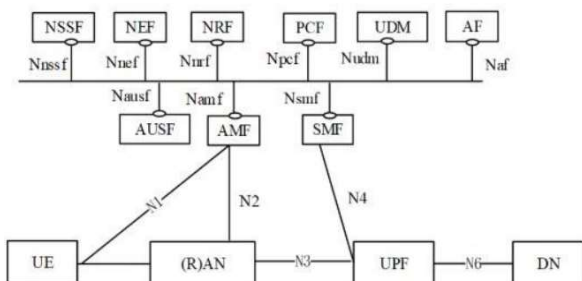 NSSF NEF NRF PCF UDM AF
Nnssf Nnef Nnrf Npcf Nudm Naf
Nausf Namf Nsmf
AUSF AMF SMF
N1 N2 N4
UE (R)AN N3 UPF N6 DN